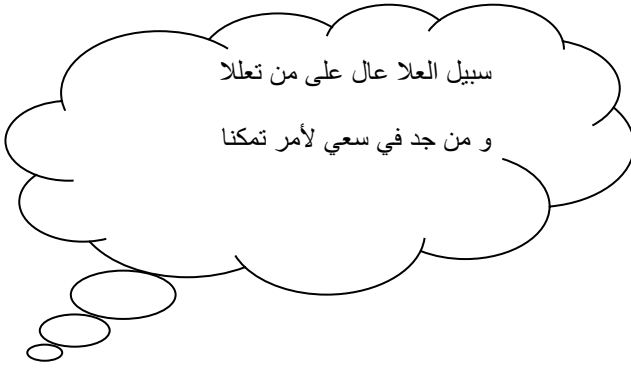 سبيل العلا عال على من تعللا
و من جد في سعي لأمر تمكنا